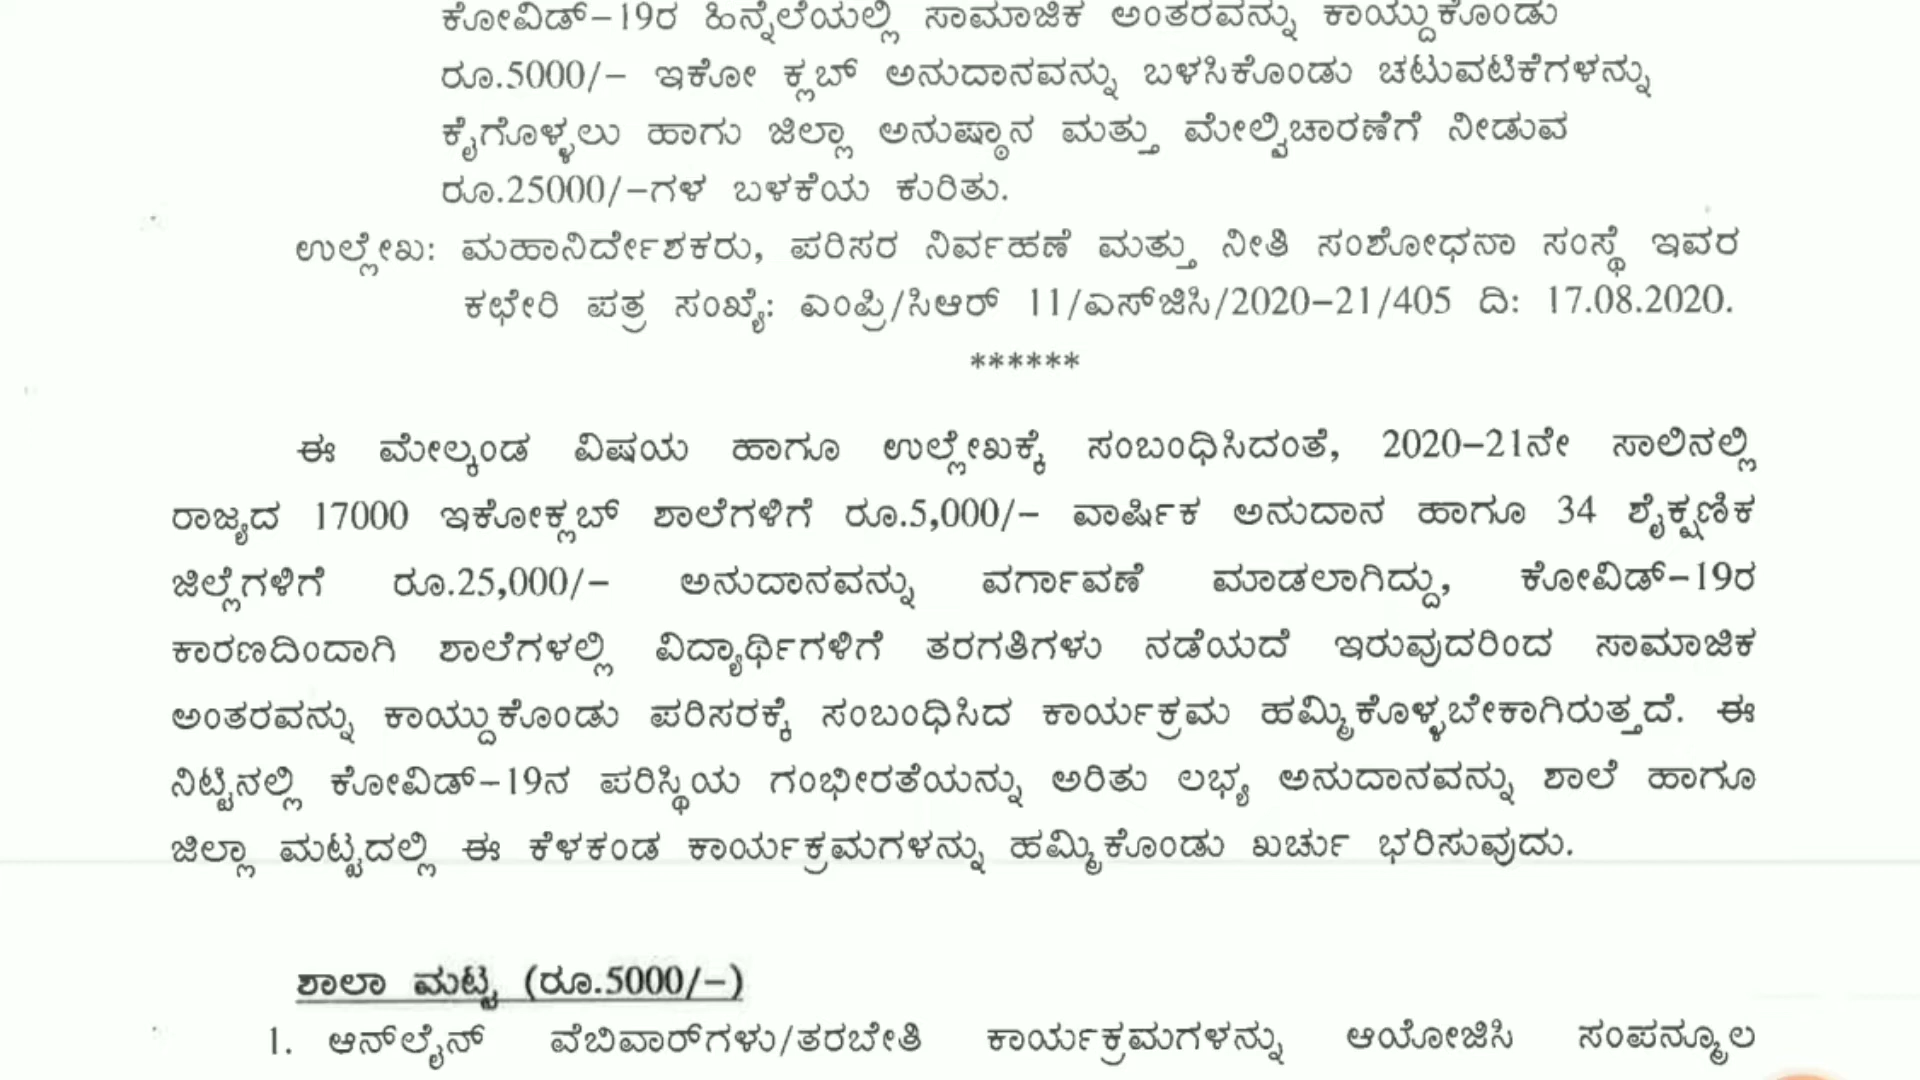 ಕೋವಿಡ್-19ರ ಹಿನ್ನೆಲೆಯಲ್ಲಿ ಸಾಮಾಜಿಕ ಅಂತರವನ್ನು ಕಾಯ್ದುಕೊಂಡು
ರೂ.5000/- ಇಕೋ ಕ್ಲಬ್ ಅನುದಾನವನ್ನು ಬಳಸಿಕೊಂಡು ಚಟುವಟಿಕೆಗಳನ್ನು
ಕೈಗೊಳ್ಳಲು ಹಾಗು ಜಿಲ್ಲಾ ಅನುಷ್ಠಾನ ಮತ್ತು ಮೇಲ್ವಿಚಾರಣೆಗೆ ನೀಡುವ
ರೂ.25000/-ಗಳ ಬಳಕೆಯ ಕುರಿತು.
ಉಲ್ಲೇಖ: ಮಹಾನಿರ್ದೇಶಕರು, ಪರಿಸರ ನಿರ್ವಹಣೆ ಮತ್ತು ನೀತಿ ಸಂಶೋಧನಾ ಸಂಸ್ಥೆ ಇವರ
ಕಛೇರಿ ಪತ್ರ ಸಂಖ್ಯೆ: ಎಂಪ್ರಿ/ಸಿಆರ್ 11/ಎಸ್‌ಜಿಸಿ/2020-21/405 ದಿ: 17.08.2020.
******
ಈ ಮೇಲ್ಕಂಡ ವಿಷಯ ಹಾಗೂ ಉಲ್ಲೇಖಕ್ಕೆ ಸಂಬಂಧಿಸಿದಂತೆ, 2020-21ನೇ ಸಾಲಿನಲ್ಲಿ
ರಾಜ್ಯದ 17000 ಇಕೋಕ್ಲಬ್ ಶಾಲೆಗಳಿಗೆ ರೂ.5,000/- ವಾರ್ಷಿಕ ಅನುದಾನ ಹಾಗೂ 34 ಶೈಕ್ಷಣಿಕ
ಜಿಲ್ಲೆಗಳಿಗೆ ರೂ.25,000/- ಅನುದಾನವನ್ನು ವರ್ಗಾವಣೆ ಮಾಡಲಾಗಿದ್ದು, ಕೋವಿಡ್-19ರ
ಕಾರಣದಿಂದಾಗಿ ಶಾಲೆಗಳಲ್ಲಿ ವಿದ್ಯಾರ್ಥಿಗಳಿಗೆ ತರಗತಿಗಳು ನಡೆಯದೆ ಇರುವುದರಿಂದ ಸಾಮಾಜಿಕ
ಅಂತರವನ್ನು ಕಾಯ್ದುಕೊಂಡು ಪರಿಸರಕ್ಕೆ ಸಂಬಂಧಿಸಿದ ಕಾರ್ಯಕ್ರಮ ಹಮ್ಮಿಕೊಳ್ಳಬೇಕಾಗಿರುತ್ತದೆ. ಈ
ನಿಟ್ಟಿನಲ್ಲಿ ಕೋವಿಡ್-19ನ ಪರಿಸ್ಥಿಯ ಗಂಭೀರತೆಯನ್ನು ಅರಿತು ಲಭ್ಯ ಅನುದಾನವನ್ನು ಶಾಲೆ ಹಾಗೂ
ಜಿಲ್ಲಾ ಮಟ್ಟದಲ್ಲಿ ಈ ಕೆಳಕಂಡ ಕಾರ್ಯಕ್ರಮಗಳನ್ನು ಹಮ್ಮಿಕೊಂಡು ಖರ್ಚು ಭರಿಸುವುದು.
ಶಾಲಾ ಮಟ್ಟ (ರೂ.5000/-)
1. ಆನ್‌ಲೈನ್ ವೆಬಿವಾರ್‌ಗಳು/ತರಬೇತಿ ಕಾರ್ಯಕ್ರಮಗಳನ್ನು ಆಯೋಜಿಸಿ ಸಂಪನ್ಮೂಲ